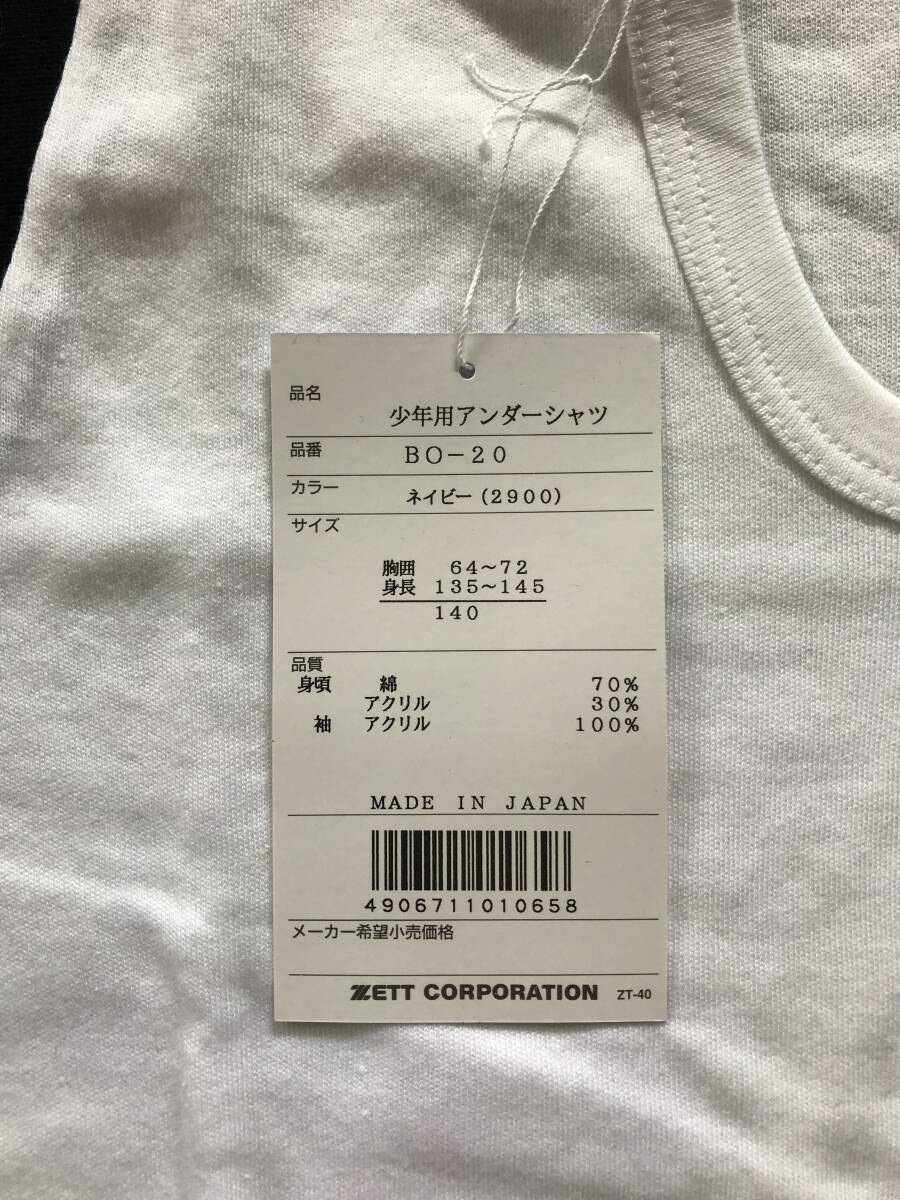 品名
少年用アンダーシャツ
品番 BO-20
カラー ネイビー(2900)
サイズ
胸囲 64~72
身長 135~145
140
品質
身頃 綿 70%
アクリル 30%
袖 アクリル 100%
MADE IN JAPAN
4906711010658
メーカー希望小売価格
ZETT CORPORATION ZT-40